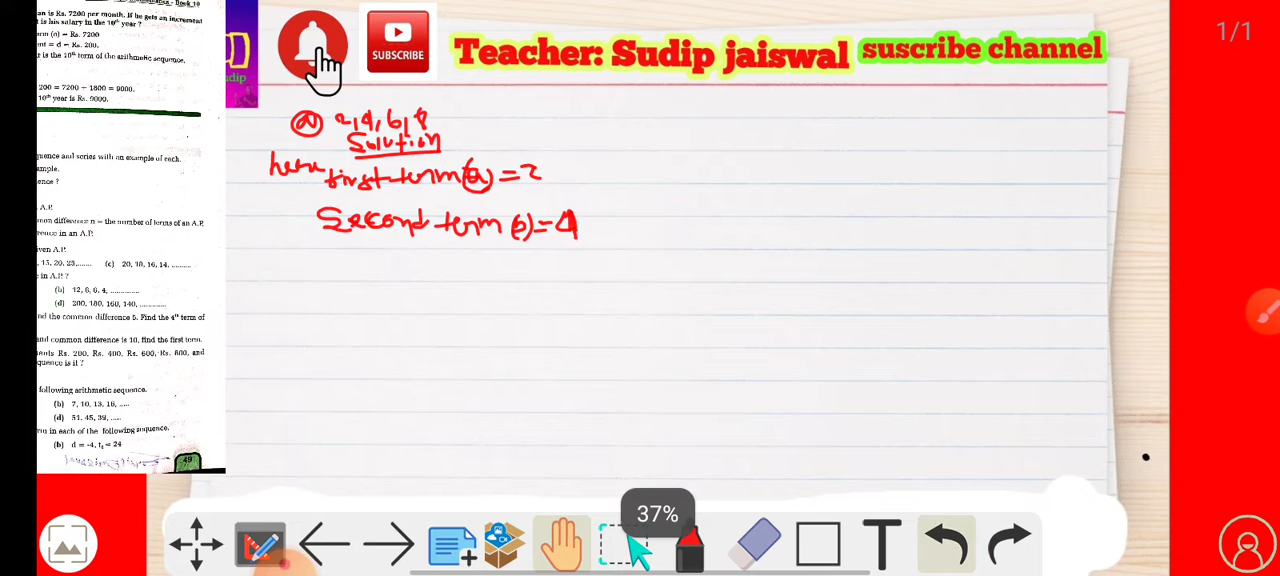 an is Rs. 7200 per month. If he gets an increment
t is his salary in the 10th year ?
rm (a) = Rs. 7200
nt = d = Rs. 200.
r is the 10th term of the arithmetic sequence.
200 = 7200 + 1800 = 9000.
10th year is Rs. 9000.
quence and series with an example of each.
ample.
ence ?
A.P.
mon difference n = the number of terms of an A.P.
rence in an A.P.
ven A.P.
15, 20, 25,....... (c) 20, 18, 16, 14, ..........
e in A.P. ?
(b) 12, 8, 6, 4, ..............
(d) 200, 180, 160, 140, .............
nd the common difference 5. Find the 4th term of
and common difference is 10, find the first term.
ments Rs. 200, Rs. 400, Rs. 600, Rs. 800, and
quence is it ?
following arithmetic sequence.
(b) 7, 10, 13, 16, .....
(d) 51, 45, 39, .....
rm in each of the following sequence.
(b) d = -4, t₁ = 24
49
dip
SUBSCRIBE
Teacher: Sudip jaiswal suscribe channel
1/1
(a) 2,4,6,8
Solution
here first term(a) = 2
Second term (b) = 4
37%
T